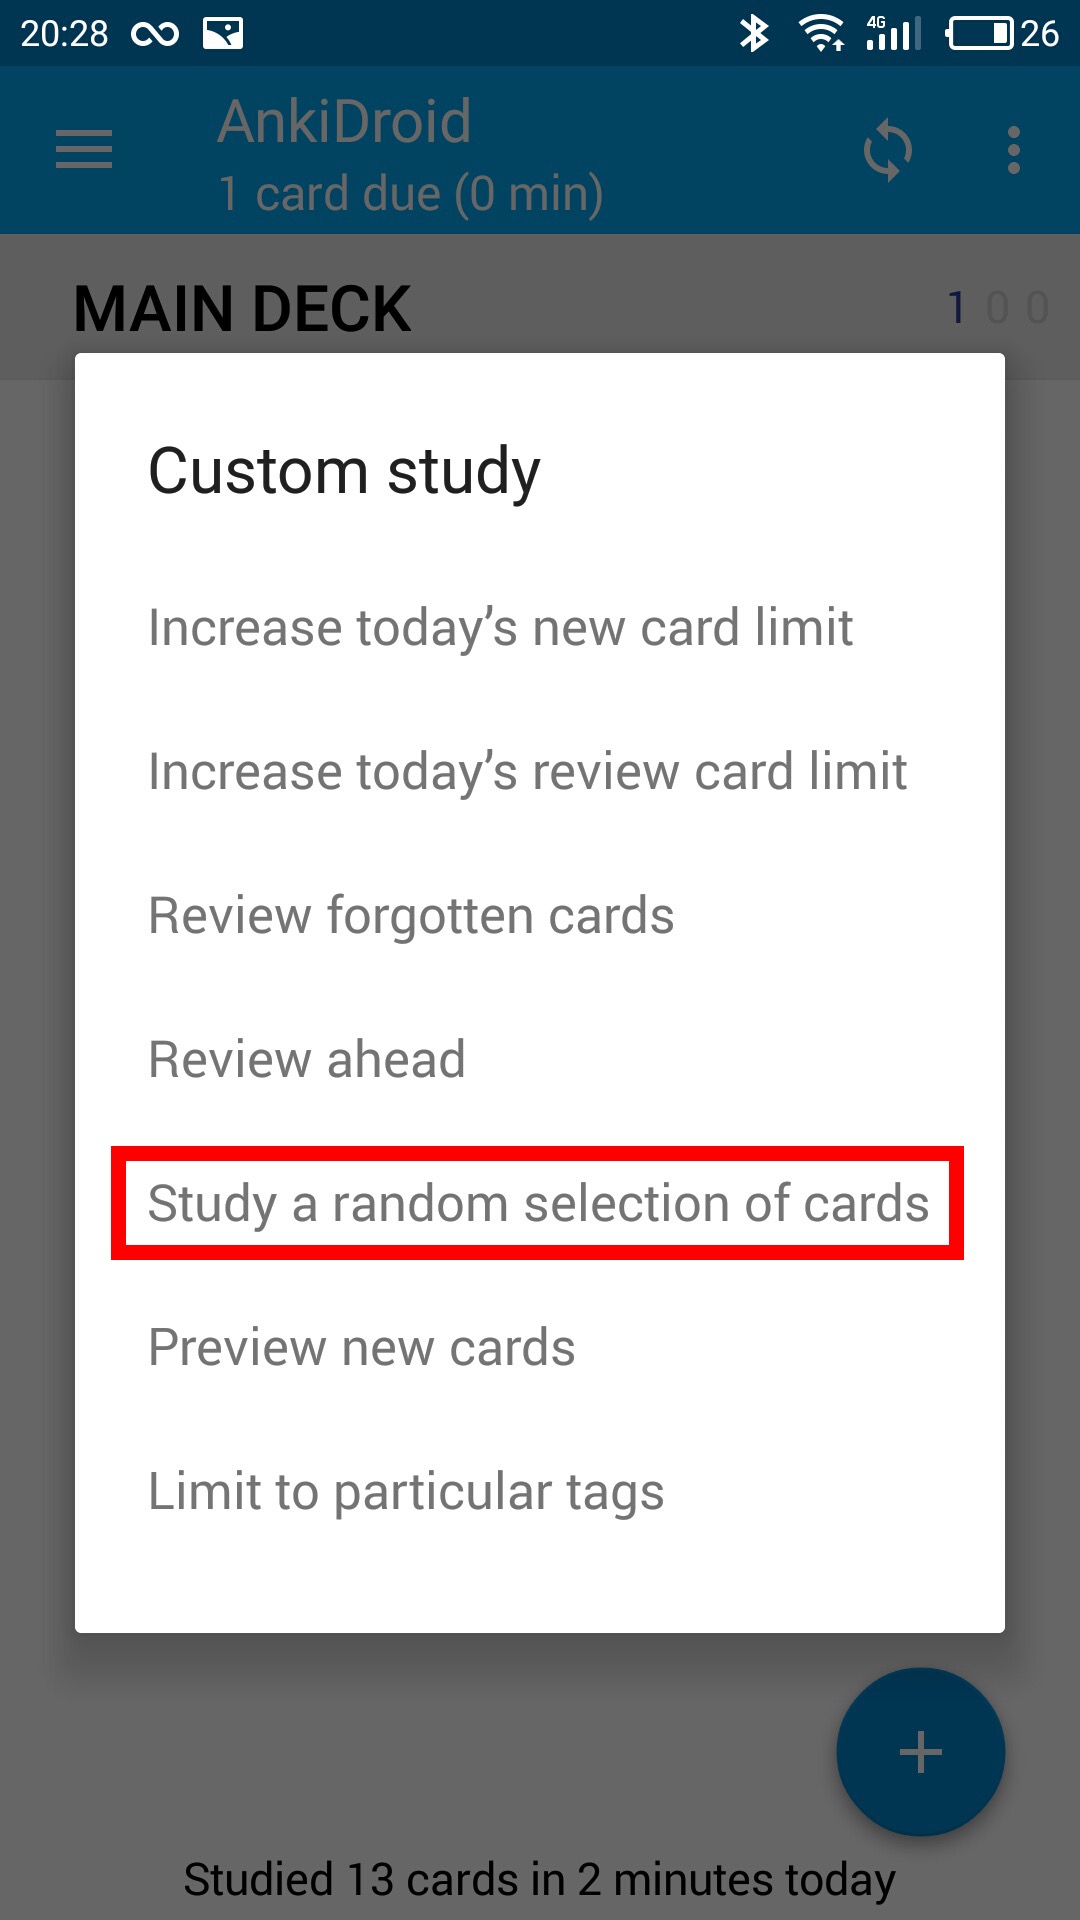 20:28
4G
26
AnkiDroid
1 card due (0 min)
MAIN DECK 1 0 0
Custom study
Increase today’s new card limit
Increase today’s review card limit
Review forgotten cards
Review ahead
Study a random selection of cards
Preview new cards
Limit to particular tags
+
Studied 13 cards in 2 minutes today